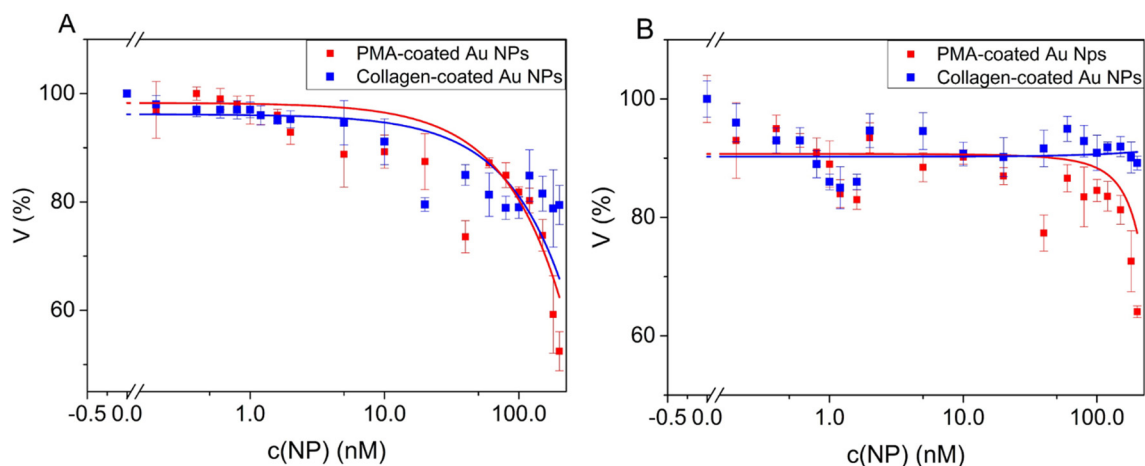 A
PMA-coated Au NPs
Collagen-coated Au NPs
100
80
60
V (%)
-0.5 0.0 1.0 10.0 100.0
c(NP) (nM)
B
PMA-coated Au Nps
Collagen-coated Au NPs
100
80
60
V (%)
-0.5 0.0 1.0 10.0 100.0
c(NP) (nM)